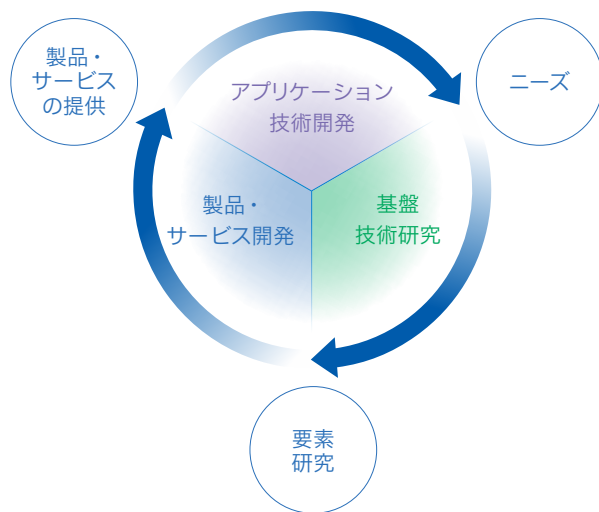 製品・
サービス
の提供
ニーズ
アプリケーション
技術開発
製品・
サービス開発
基盤
技術研究
要素
研究